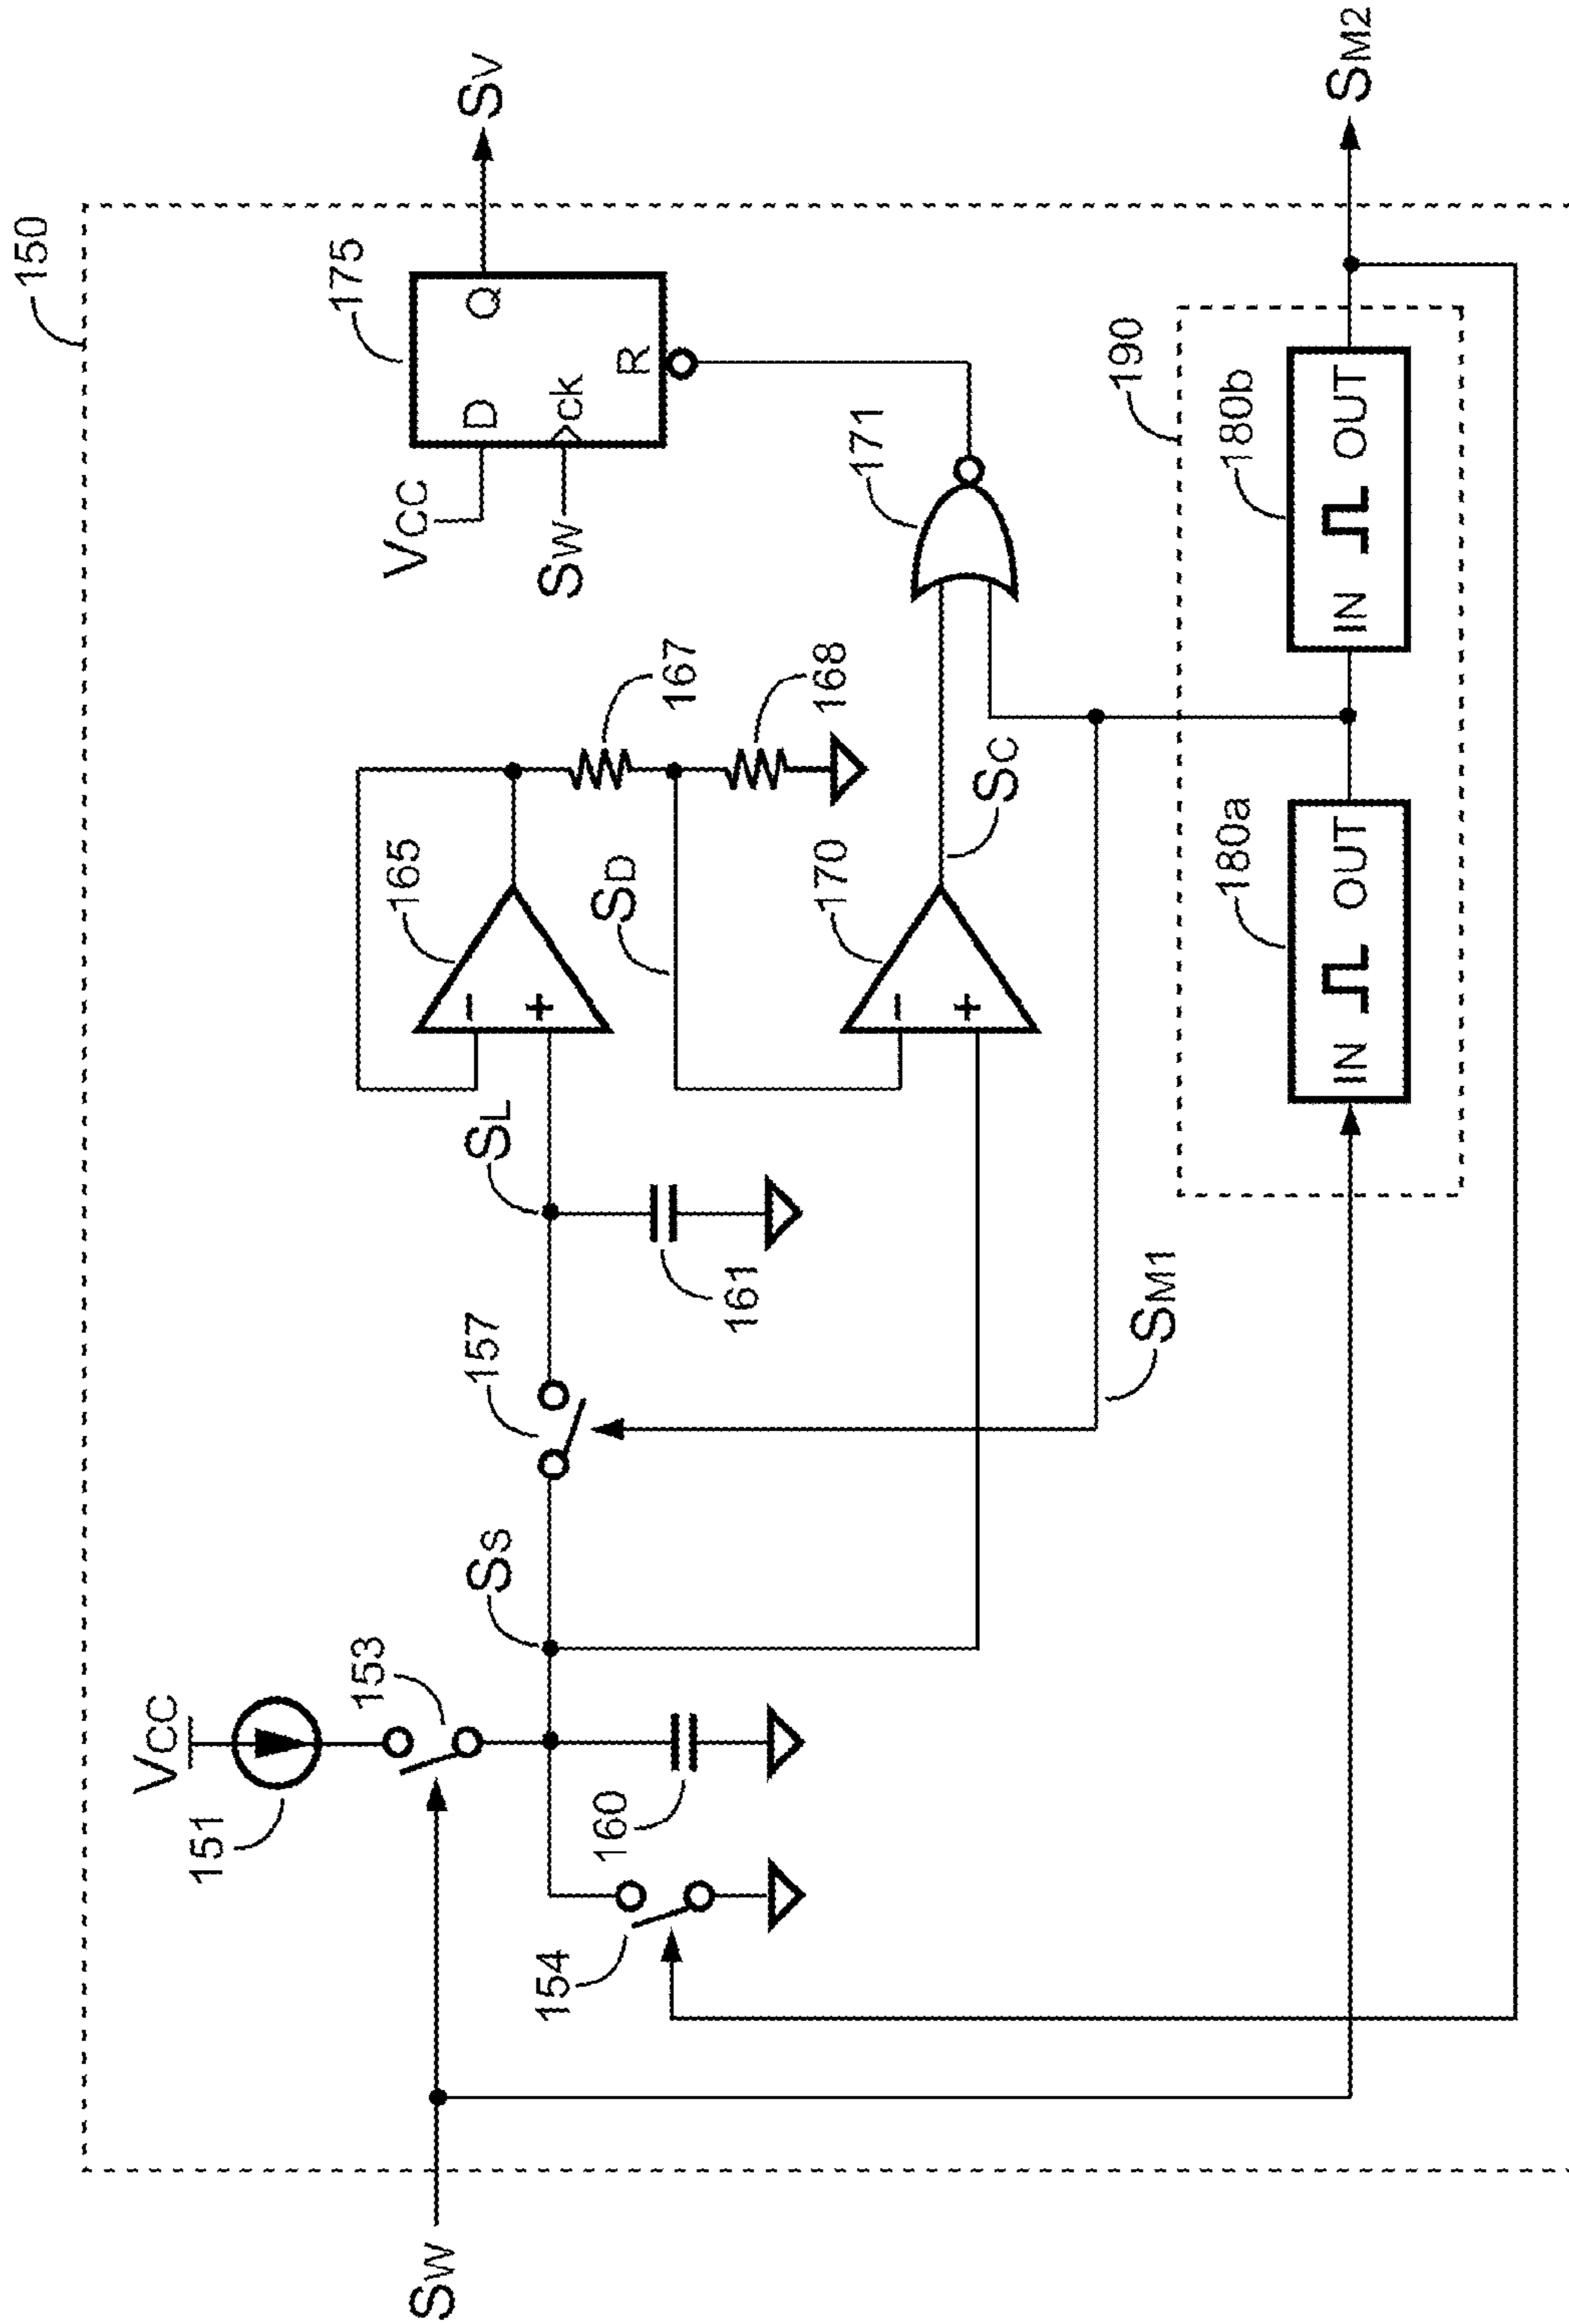 150
VCC
151
153
SS
157
SL
161
165
SD
167
168
170
SC
171
VCC
SW
D
Q
ck
R
175
SV
SW
154
160
SM1
180a
IN
OUT
190
180b
IN
OUT
SM2
-
+
-
+